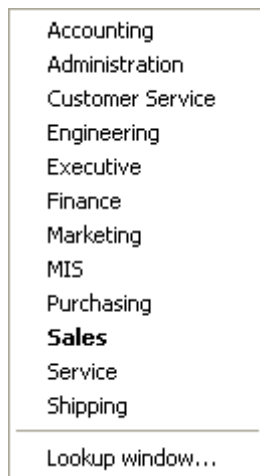 Accounting
Administration
Customer Service
Engineering
Executive
Finance
Marketing
MIS
Purchasing
Sales
Service
Shipping
Lookup window...